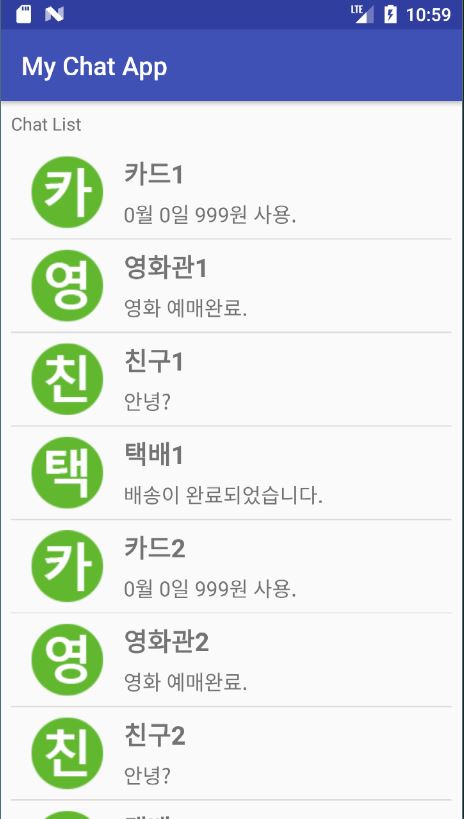 LTE 10:59
My Chat App
Chat List
카 카드1
0월 0일 999원 사용.
영 영화관1
영화 예매완료.
친 친구1
안녕?
택 택배1
배송이 완료되었습니다.
카 카드2
0월 0일 999원 사용.
영 영화관2
영화 예매완료.
친 친구2
안녕?